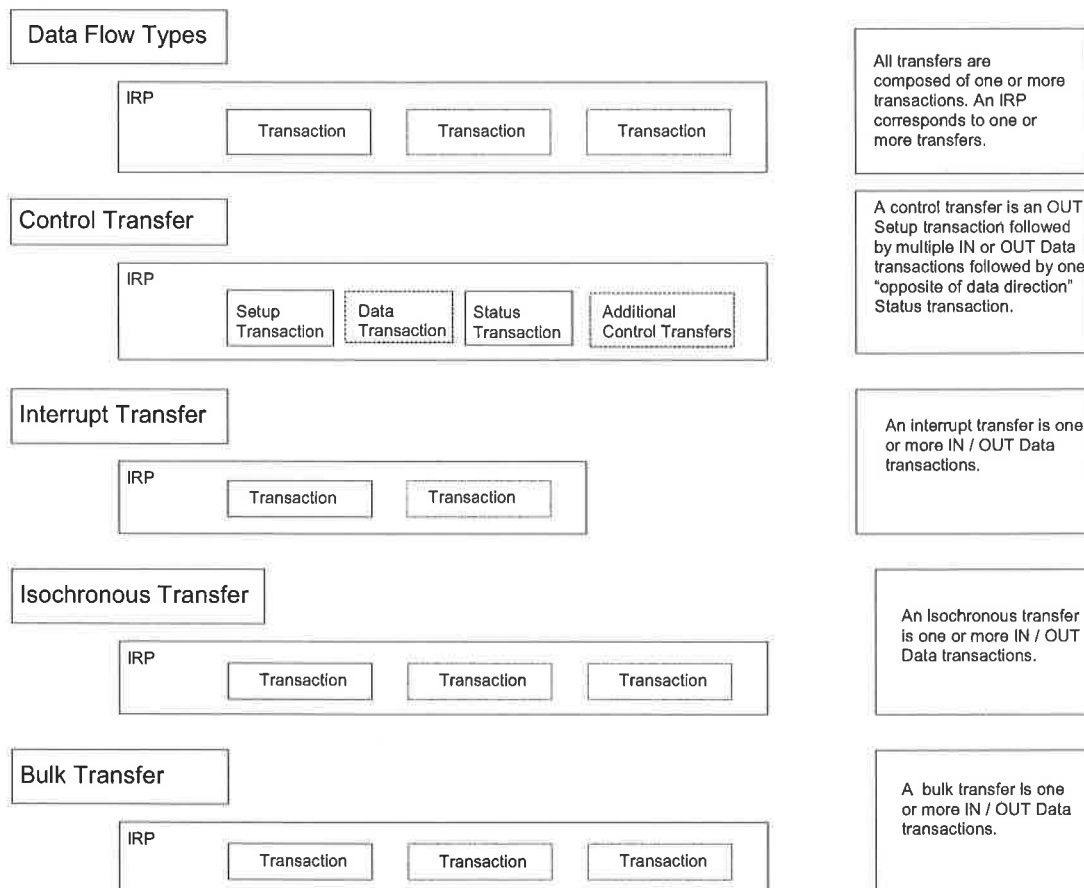 Data Flow Types
IRP
Transaction
Transaction
Transaction
All transfers are
composed of one or more
transactions. An IRP
corresponds to one or
more transfers.
Control Transfer
IRP
Setup
Transaction
Data
Transaction
Status
Transaction
Additional
Control Transfers
A control transfer is an OUT
Setup transaction followed
by multiple IN or OUT Data
transactions followed by one
“opposite of data direction”
Status transaction.
Interrupt Transfer
IRP
Transaction
Transaction
An interrupt transfer is one
or more IN / OUT Data
transactions.
Isochronous Transfer
IRP
Transaction
Transaction
Transaction
An Isochronous transfer
is one or more IN / OUT
Data transactions.
Bulk Transfer
IRP
Transaction
Transaction
Transaction
A bulk transfer is one
or more IN / OUT Data
transactions.